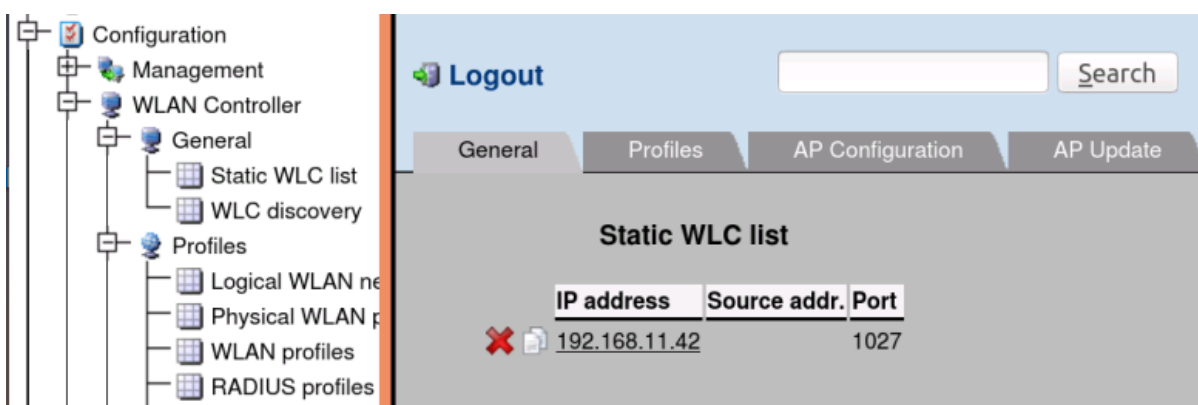 Configuration
Management
WLAN Controller
General
Static WLC list
WLC discovery
Profiles
Logical WLAN ne
Physical WLAN p
WLAN profiles
RADIUS profiles
Logout
Search
General Profiles AP Configuration AP Update
Static WLC list
IP address Source addr. Port
192.168.11.42 1027